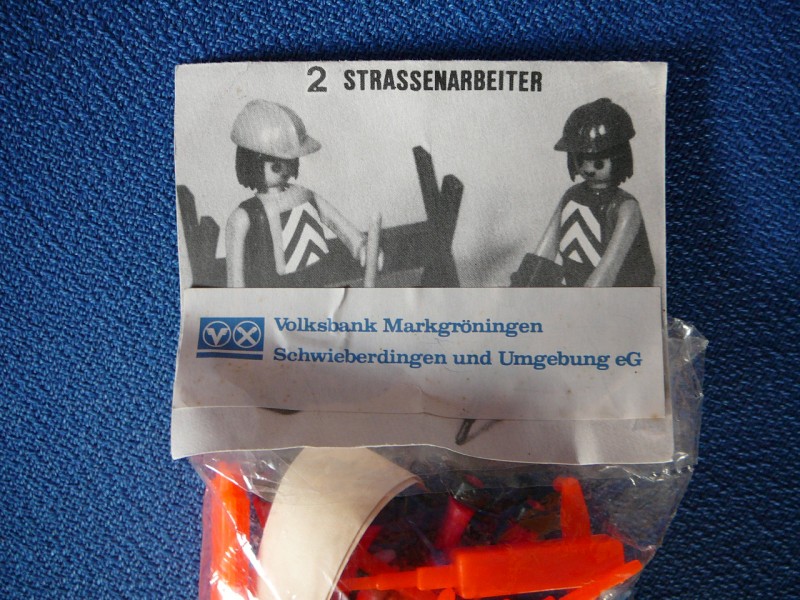 2 STRASSENARBEITER
Volksbank Markgröningen
Schwieberdingen und Umgebung eG